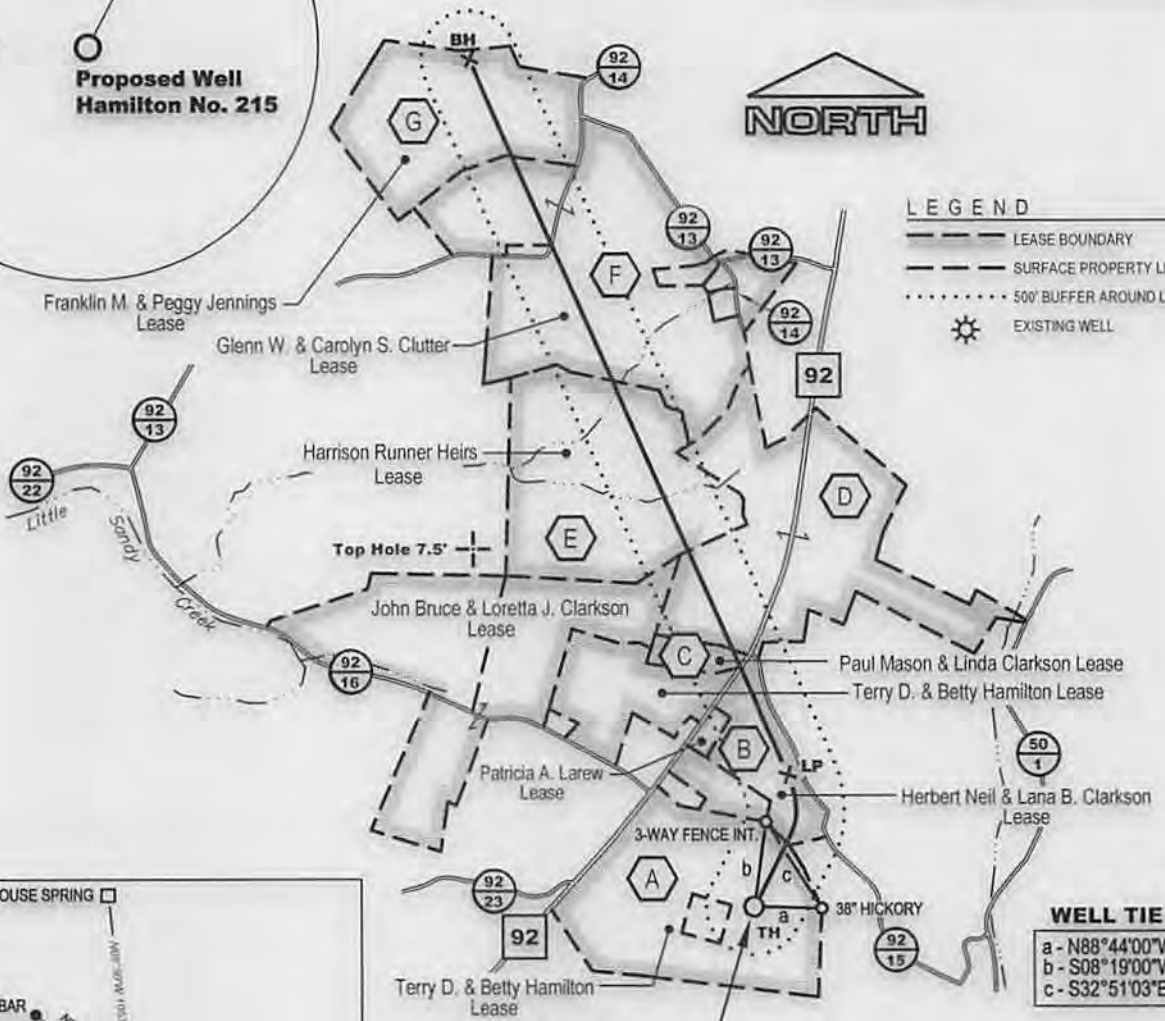 Proposed Well
Hamilton No. 215
BH
92
14
NORTH
G
LEGEND
LEASE BOUNDARY
92
13
92
13
SURFACE PROPERTY
F
500' BUFFER AROUND
Franklin M. & Peggy Jennings
Lease
92
14
EXISTING WELL
Glenn W. & Carolyn S. Clutter
Lease
92
92
13
Harrison Runner Heirs
Lease
92
22
D
Little
Sandy
Creek
Top Hole 7.5'
E
John Bruce & Loretta J. Clarkson
Lease
92
16
C
Paul Mason & Linda Clarkson Lease
Terry D. & Betty Hamilton Lease
B
50
1
Patricia A. Larew
Lease
LP
Herbert Neil & Lana B. Clarkson
Lease
3-WAY FENCE INT.
b
c
A
92
23
a
38" HICKORY
TH
92
92
15
WELL TIE
a - N88°44'00"W
b - S08°19'00"W
c - S32°51'03"E
Terry D. & Betty Hamilton
Lease
OUSE SPRING
BAR